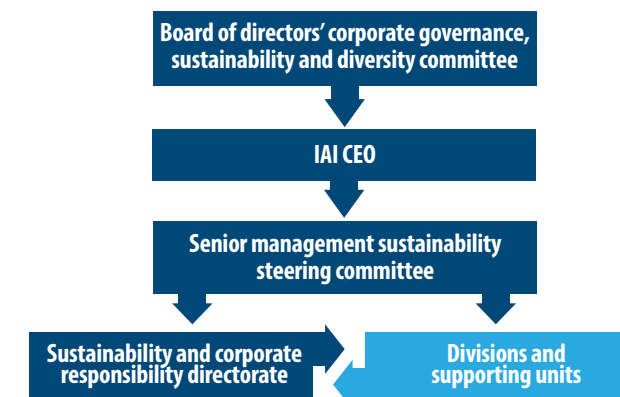 Board of directors' corporate governance,
sustainability and diversity committee
IAI CEO
Senior management sustainability
steering committee
Sustainability and corporate
responsibility directorate
Divisions and
supporting units